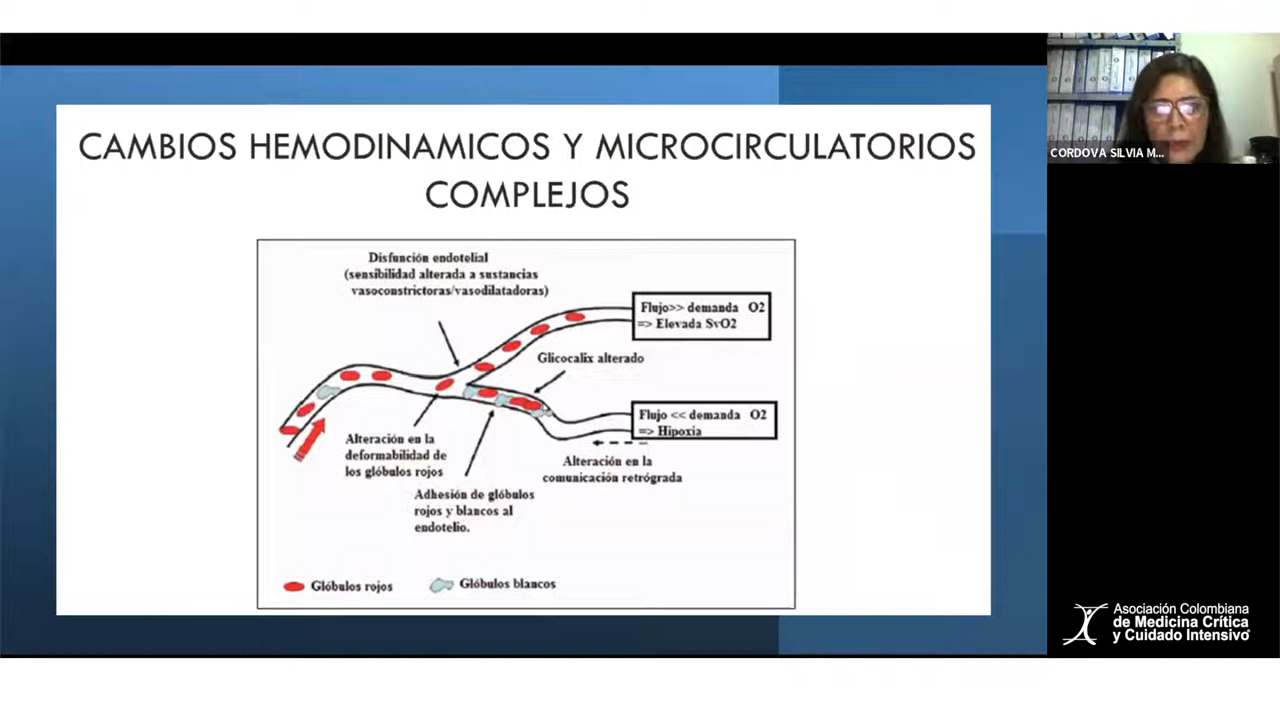 CAMBIOS HEMODINAMICOS Y MICROCIRCULATORIOS
COMPLEJOS
Disfunción endotelial
(sensibilidad alterada a sustancias
vasoconstrictoras/vasodilatadoras)
Flujo>> demanda O2
=> Elevada SvO2
Glicocalix alterado
Flujo << demanda O2
=> Hipoxia
Alteración en la
deformabilidad de
los glóbulos rojos
Alteración en la
comunicación retrógrada
Adhesión de glóbulos
rojos y blancos al
endotelio.
Glóbulos rojos
Glóbulos blancos
CORDOVA SILVIA M...
Asociación Colombiana
de Medicina Crítica
y Cuidado Intensivo